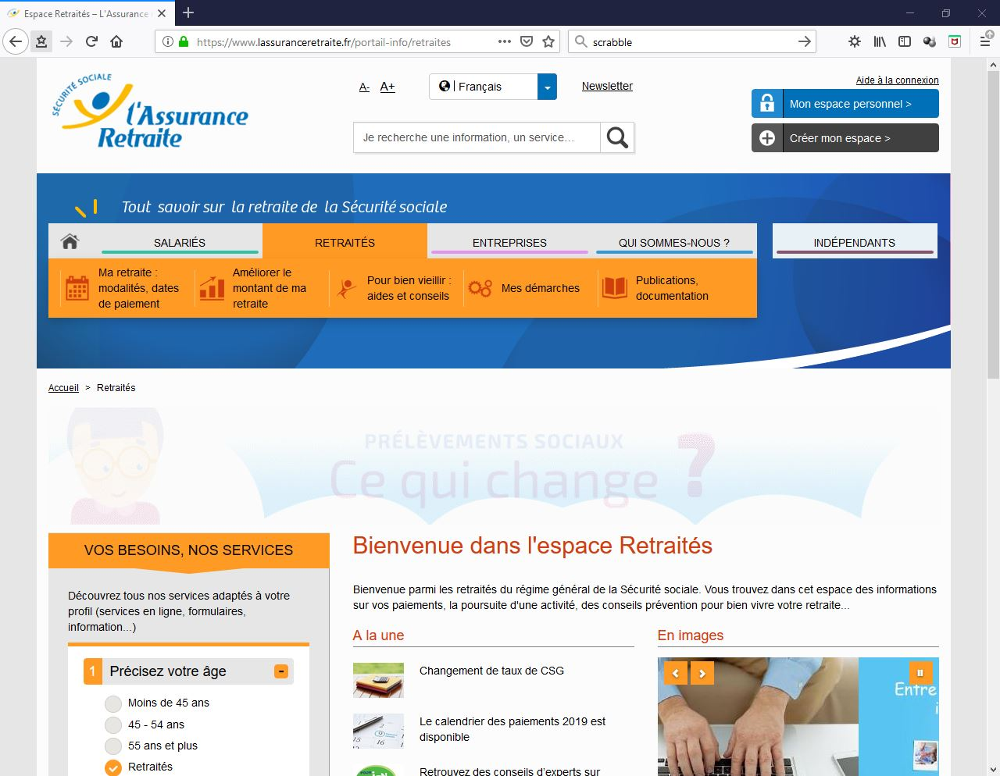 Espace Retraités – L'Assurance
https://www.lassuranceretraite.fr/portail-info/retraites
scrabble
SÉCURITÉ SOCIALE
l'Assurance
Retraite
A-
A+
Français
Newsletter
Aide à la connexion
Mon espace personnel >
Je recherche une information, un service...
Créer mon espace >
Tout savoir sur la retraite de la Sécurité sociale
SALARIÉS
RETRAITÉS
ENTREPRISES
QUI SOMMES-NOUS ?
INDÉPENDANTS
Ma retraite :
modalités, dates
de paiement
Améliorer le
montant de ma
retraite
Pour bien vieillir :
aides et conseils
Mes démarches
Publications,
documentation
Accueil > Retraités
PRÉLÈVEMENTS SOCIAUX
Ce qui change ?
VOS BESOINS, NOS SERVICES
Découvrez tous nos services adaptés à votre
profil (services en ligne, formulaires,
information...)
1 Précisez votre âge -
Moins de 45 ans
45 - 54 ans
55 ans et plus
Retraités
Bienvenue dans l'espace Retraités
Bienvenue parmi les retraités du régime général de la Sécurité sociale. Vous trouvez dans cet espace des informations
sur vos paiements, la poursuite d'une activité, des conseils prévention pour bien vivre votre retraite...
A la une
Changement de taux de CSG
Le calendrier des paiements 2019 est
disponible
Retrouvez des conseils d'experts sur
En images
Entre